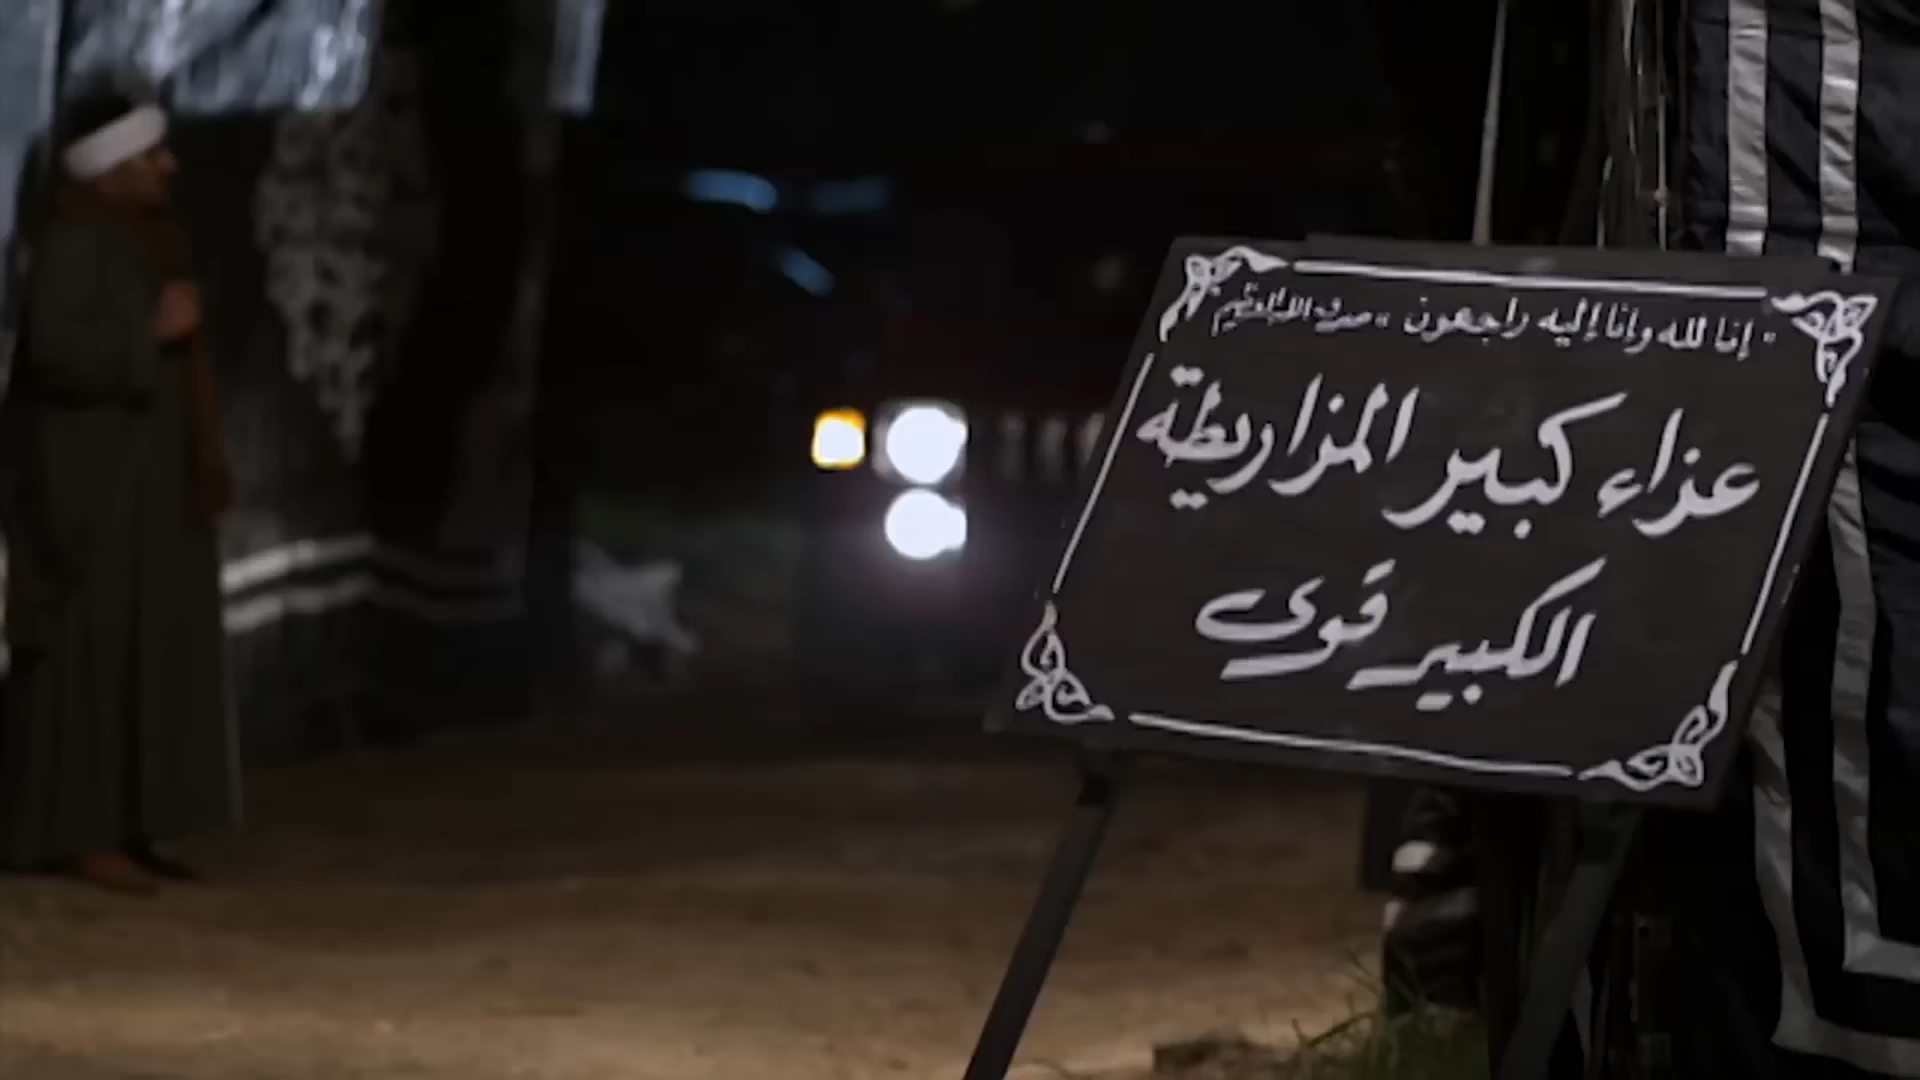 "إنا لله وإنا إليه راجعون" صدق الله العظيم
عزاء كبير المزاريطة
الكبير قوي